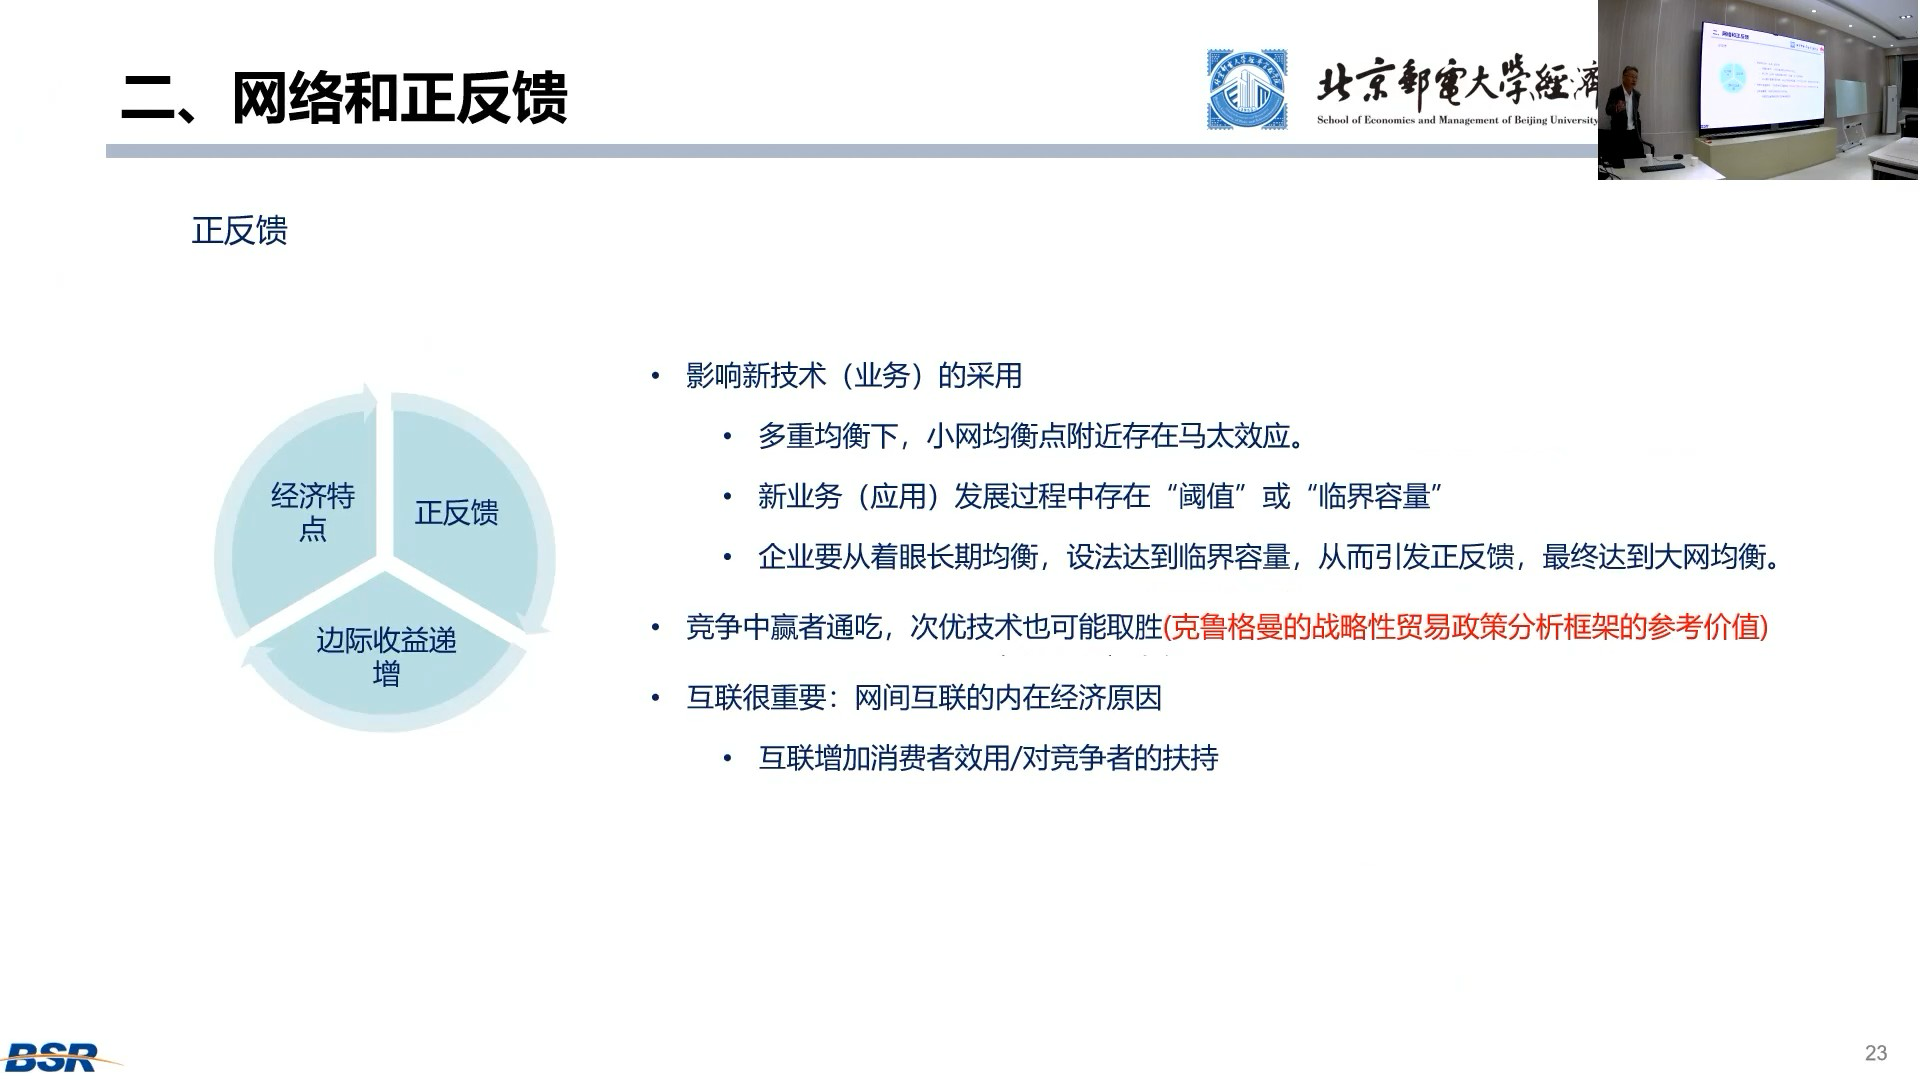 二、网络和正反馈
北京邮电大学經濟
School of Economics and Management of Beijing University
正反馈
经济特
点
正反馈
边际收益递
增
• 影响新技术（业务）的采用
• 多重均衡下，小网均衡点附近存在马太效应。
• 新业务（应用）发展过程中存在“阈值”或“临界容量”
• 企业要从着眼长期均衡，设法达到临界容量，从而引发正反馈，最终达到大网均衡。
• 竞争中赢者通吃，次优技术也可能取胜(克鲁格曼的战略性贸易政策分析框架的参考价值)
• 互联很重要：网间互联的内在经济原因
• 互联增加消费者效用/对竞争者的扶持
BSR
23